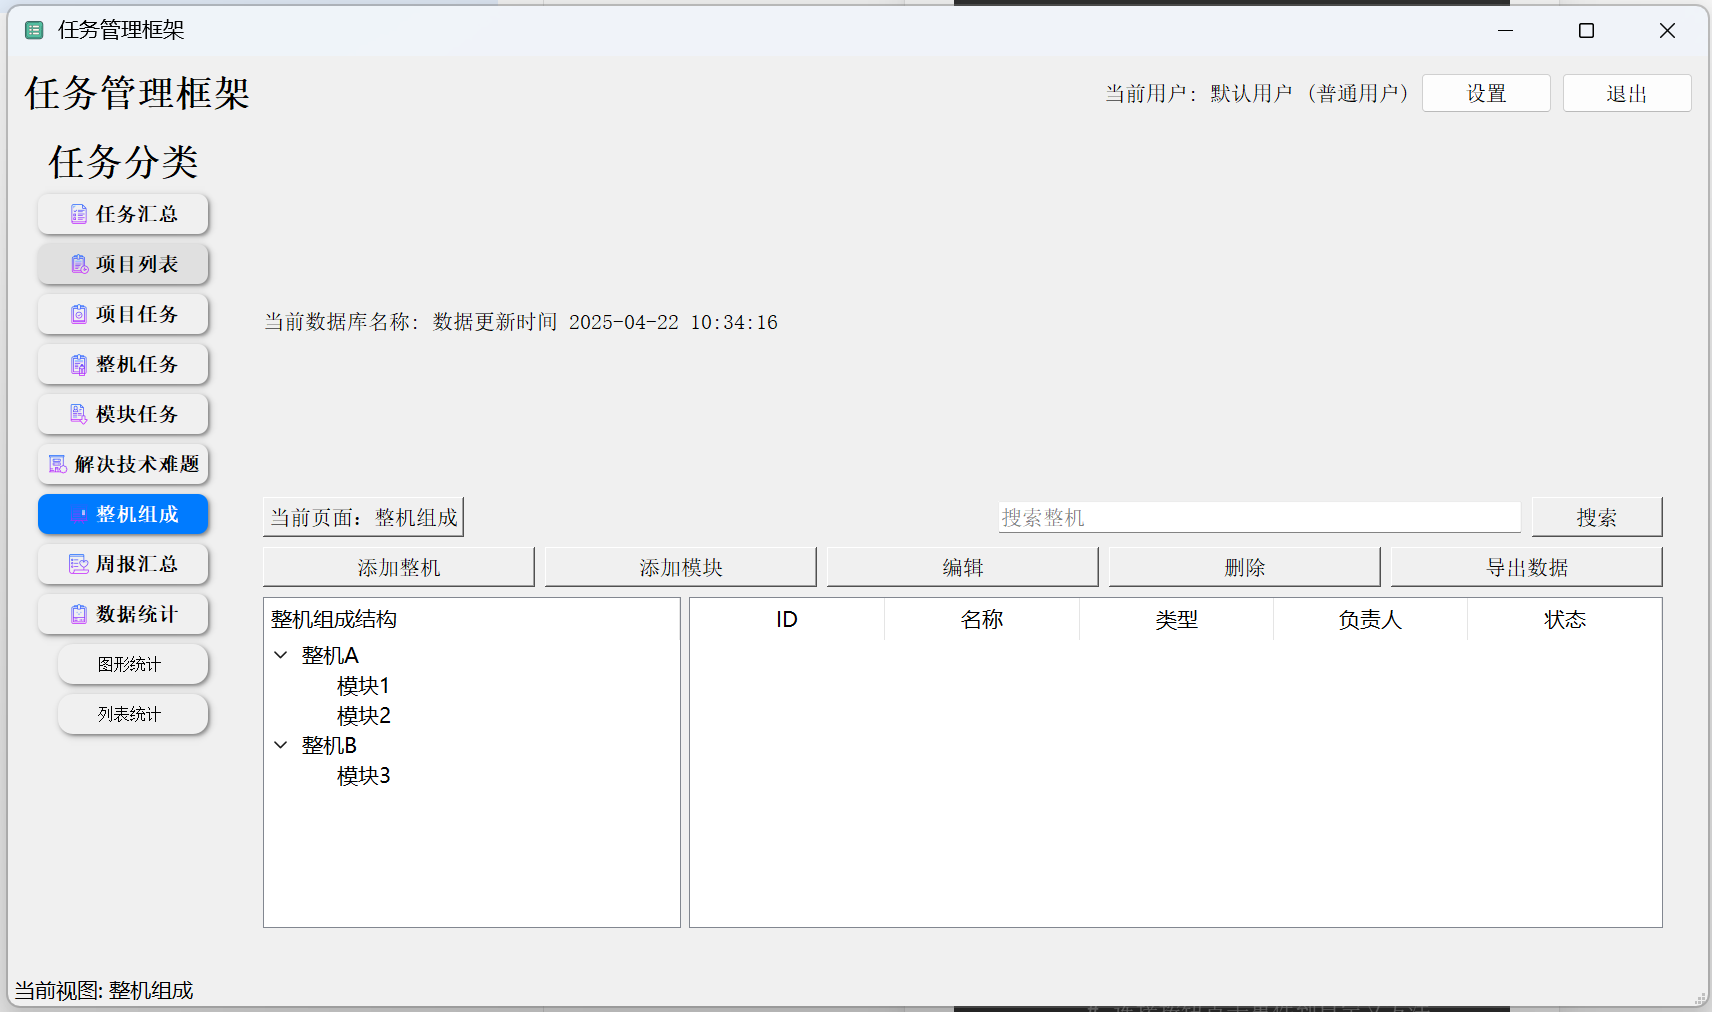 任务管理框架
任务管理框架
当前用户: 默认用户 (普通用户)
设置
退出
任务分类
任务汇总
项目列表
项目任务
整机任务
模块任务
解决技术难题
整机组成
周报汇总
数据统计
图形统计
列表统计
当前数据库名称: 数据更新时间 2025-04-22 10:34:16
当前页面: 整机组成
搜索整机
搜索
添加整机
添加模块
编辑
删除
导出数据
整机组成结构
整机A
模块1
模块2
整机B
模块3
ID 名称 类型 负责人 状态
当前视图: 整机组成